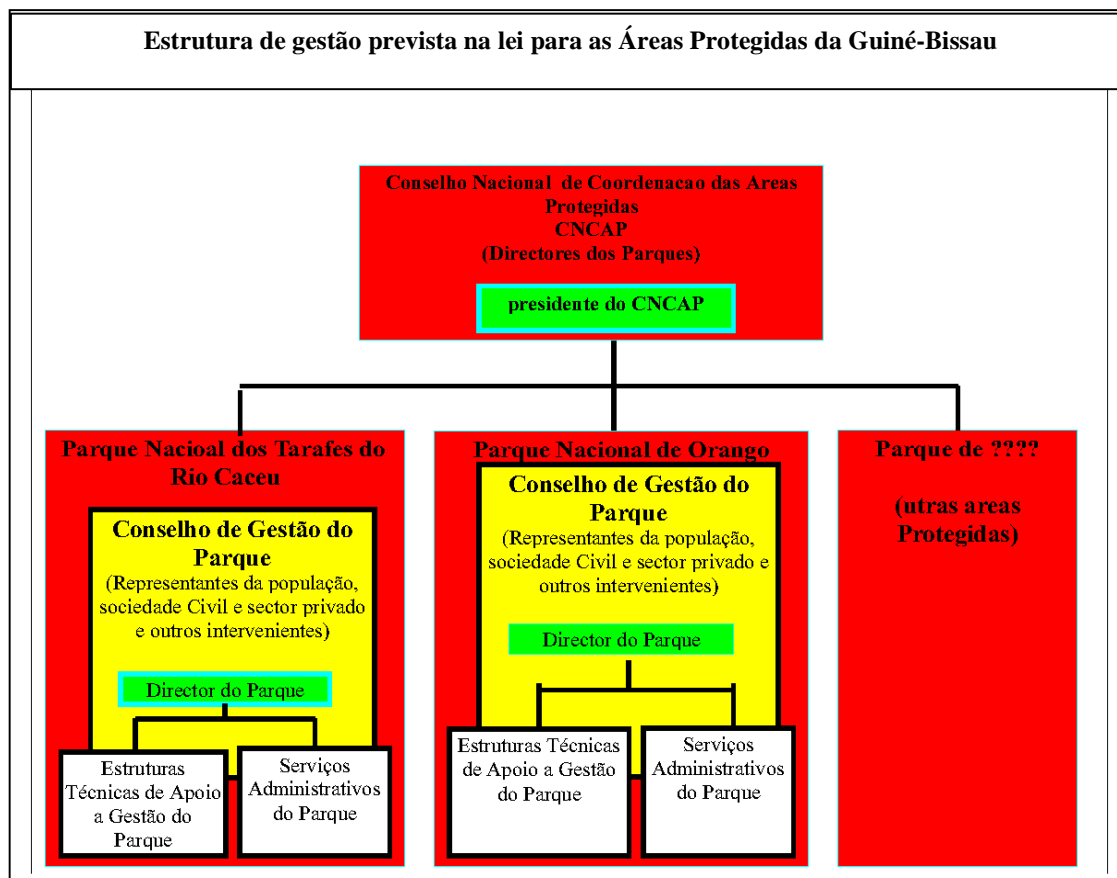 Estrutura de gestão prevista na lei para as Áreas Protegidas da Guiné-Bissau
Conselho Nacional de Coordenacao das Areas
Protegidas
CNCAP
(Directores dos Parques)
presidente do CNCAP
Parque Nacioal dos Tarafes do
Rio Caceu
Conselho de Gestão do
Parque
(Representantes da população,
sociedade Civil e sector privado
e outros intervenientes)
Director do Parque
Estruturas
Técnicas de Apoio
a Gestão do
Parque
Serviços
Administrativos
do Parque
Parque Nacional de Orango
Conselho de Gestão do
Parque
(Representantes da população,
sociedade Civil e sector privado e
outros intervenientes)
Director do Parque
Estruturas Técnicas
de Apoio a Gestão
do Parque
Serviços
Administrativos
do Parque
Parque de ????
(utras areas
Protegidas)